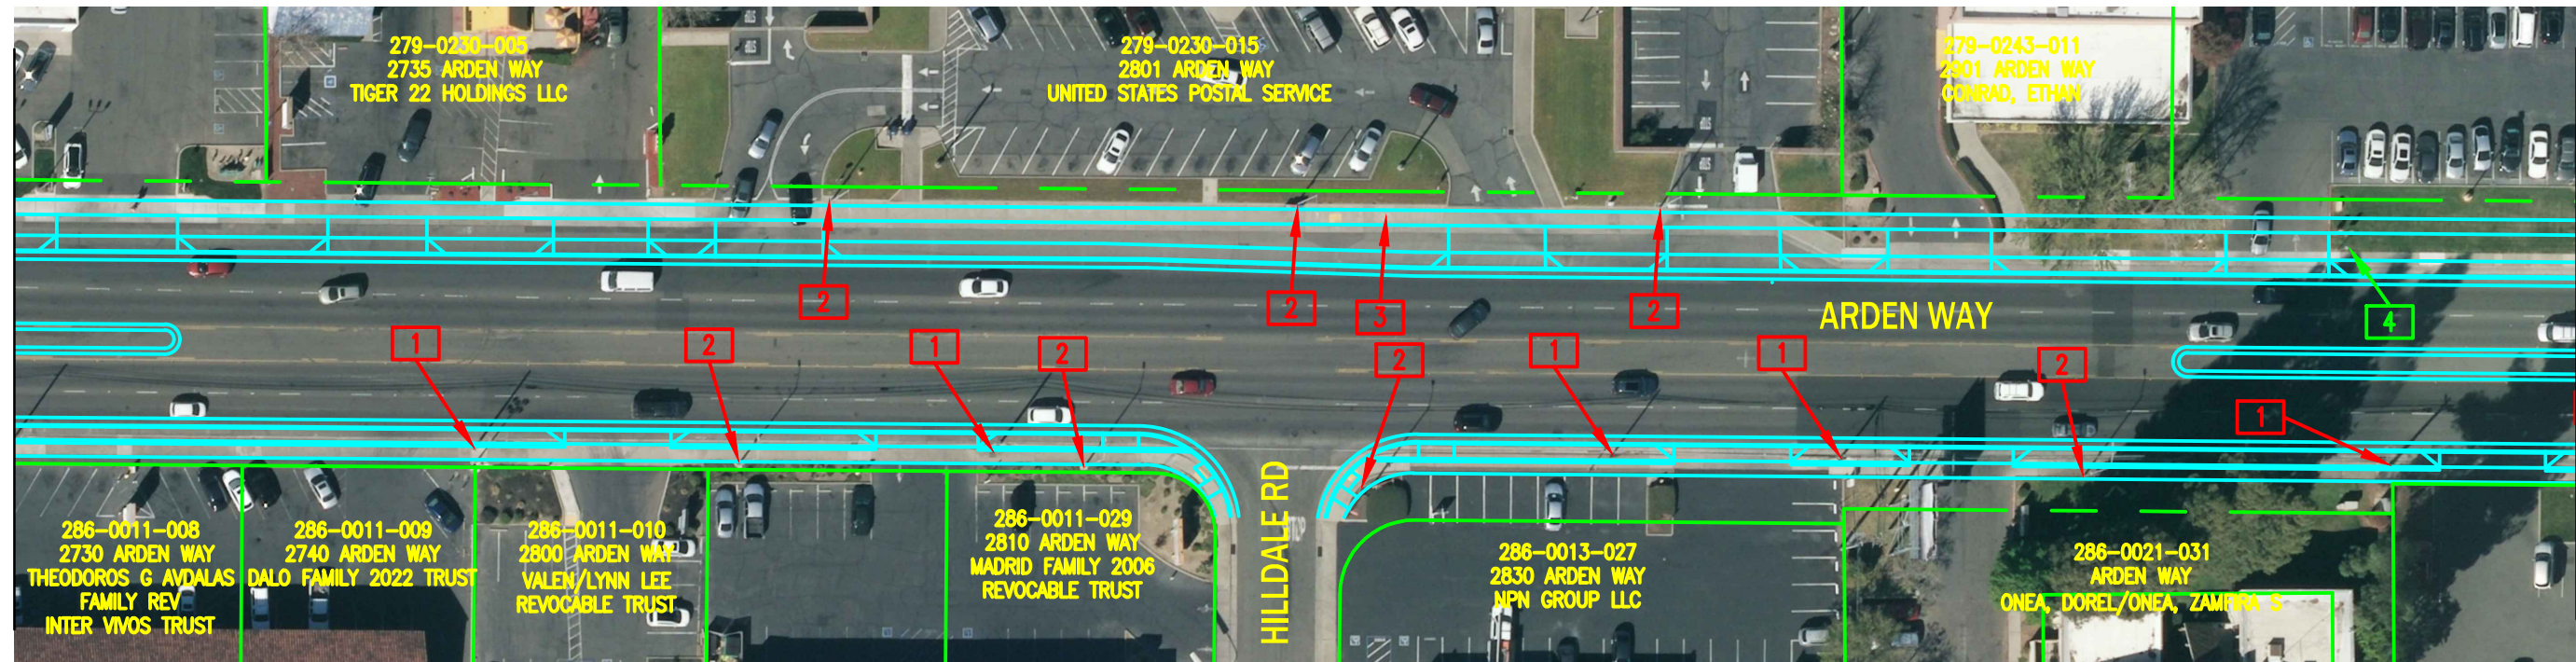 279-0230-005
2735 ARDEN WAY
TIGER 22 HOLDINGS LLC
279-0230-015
2801 ARDEN WAY
UNITED STATES POSTAL SERVICE
279-0243-011
2901 ARDEN WAY
CONRAD, ETHAN
STOP
STOP
STOP
2
2
3
2
ARDEN WAY
4
1
2
1
2
2
1
1
2
1
HILLDALE RD
STOP
286-0011-008
2730 ARDEN WAY
THEODOROS G AVDALAS
FAMILY REV
INTER VIVOS TRUST
286-0011-009
2740 ARDEN WAY
DALO FAMILY 2022 TRUST
286-0011-010
2800 ARDEN WAY
VALEN/LYNN LEE
REVOCABLE TRUST
286-0011-029
2810 ARDEN WAY
MADRID FAMILY 2006
REVOCABLE TRUST
286-0013-027
2830 ARDEN WAY
NPN GROUP LLC
286-0021-031
ARDEN WAY
ONEA, DOREL/ONEA, ZAMFIRA S